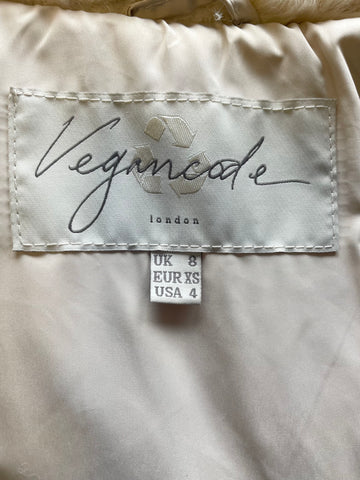 Vegancode
london
UK 8
EUR XS
USA 4